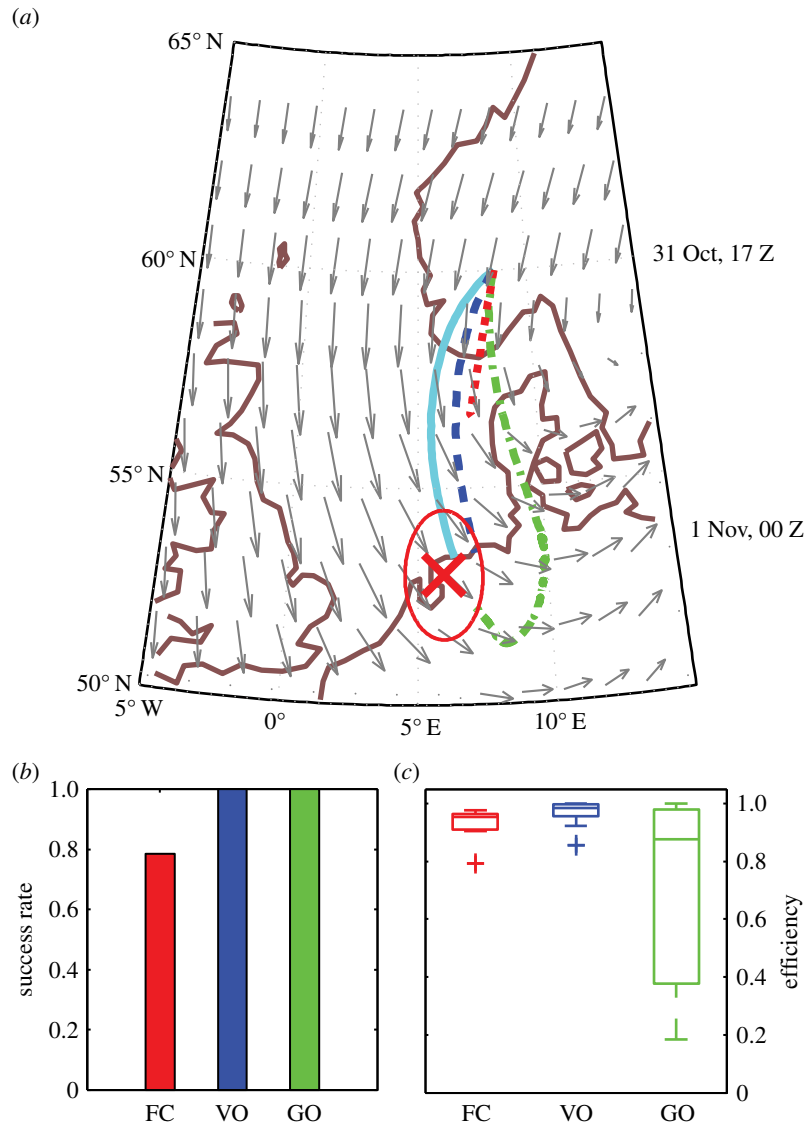 (a)
65° N
60° N
31 Oct, 17 Z
55° N
1 Nov, 00 Z
50° N
5° W
0°
5° E
10° E
(b)
1.0
0.8
0.6
0.4
0.2
0
success rate
FC
VO
GO
(c)
1.0
0.8
0.6
0.4
0.2
0
efficiency
FC
VO
GO